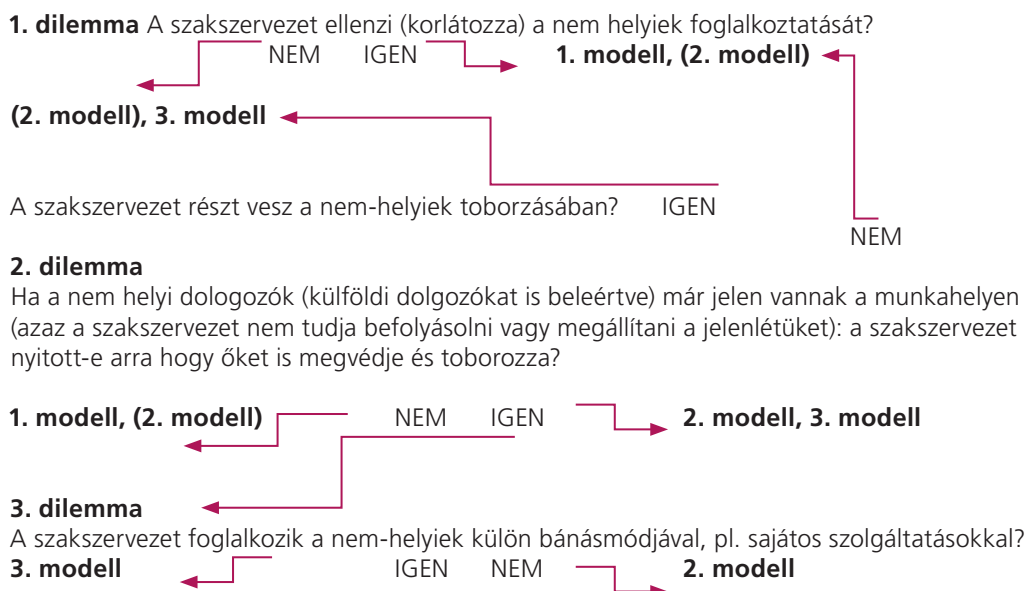 1. dilemma A szakszervezet ellenzi (korlátozza) a nem helyiek foglalkoztatását?
NEM IGEN 1. modell, (2. modell)
(2. modell), 3. modell
A szakszervezet részt vesz a nem-helyiek toborzásában? IGEN
NEM
2. dilemma
Ha a nem helyi dologozók (külföldi dolgozókat is beleértve) már jelen vannak a munkahelyen
(azaz a szakszervezet nem tudja befolyásolni vagy megállítani a jelenlétüket): a szakszervezet
nyitott-e arra hogy őket is megvédje és toborozza?
1. modell, (2. modell) NEM IGEN 2. modell, 3. modell
3. dilemma
A szakszervezet foglalkozik a nem-helyiek külön bánásmódjával, pl. sajátos szolgáltatásokkal?
3. modell IGEN NEM 2. modell